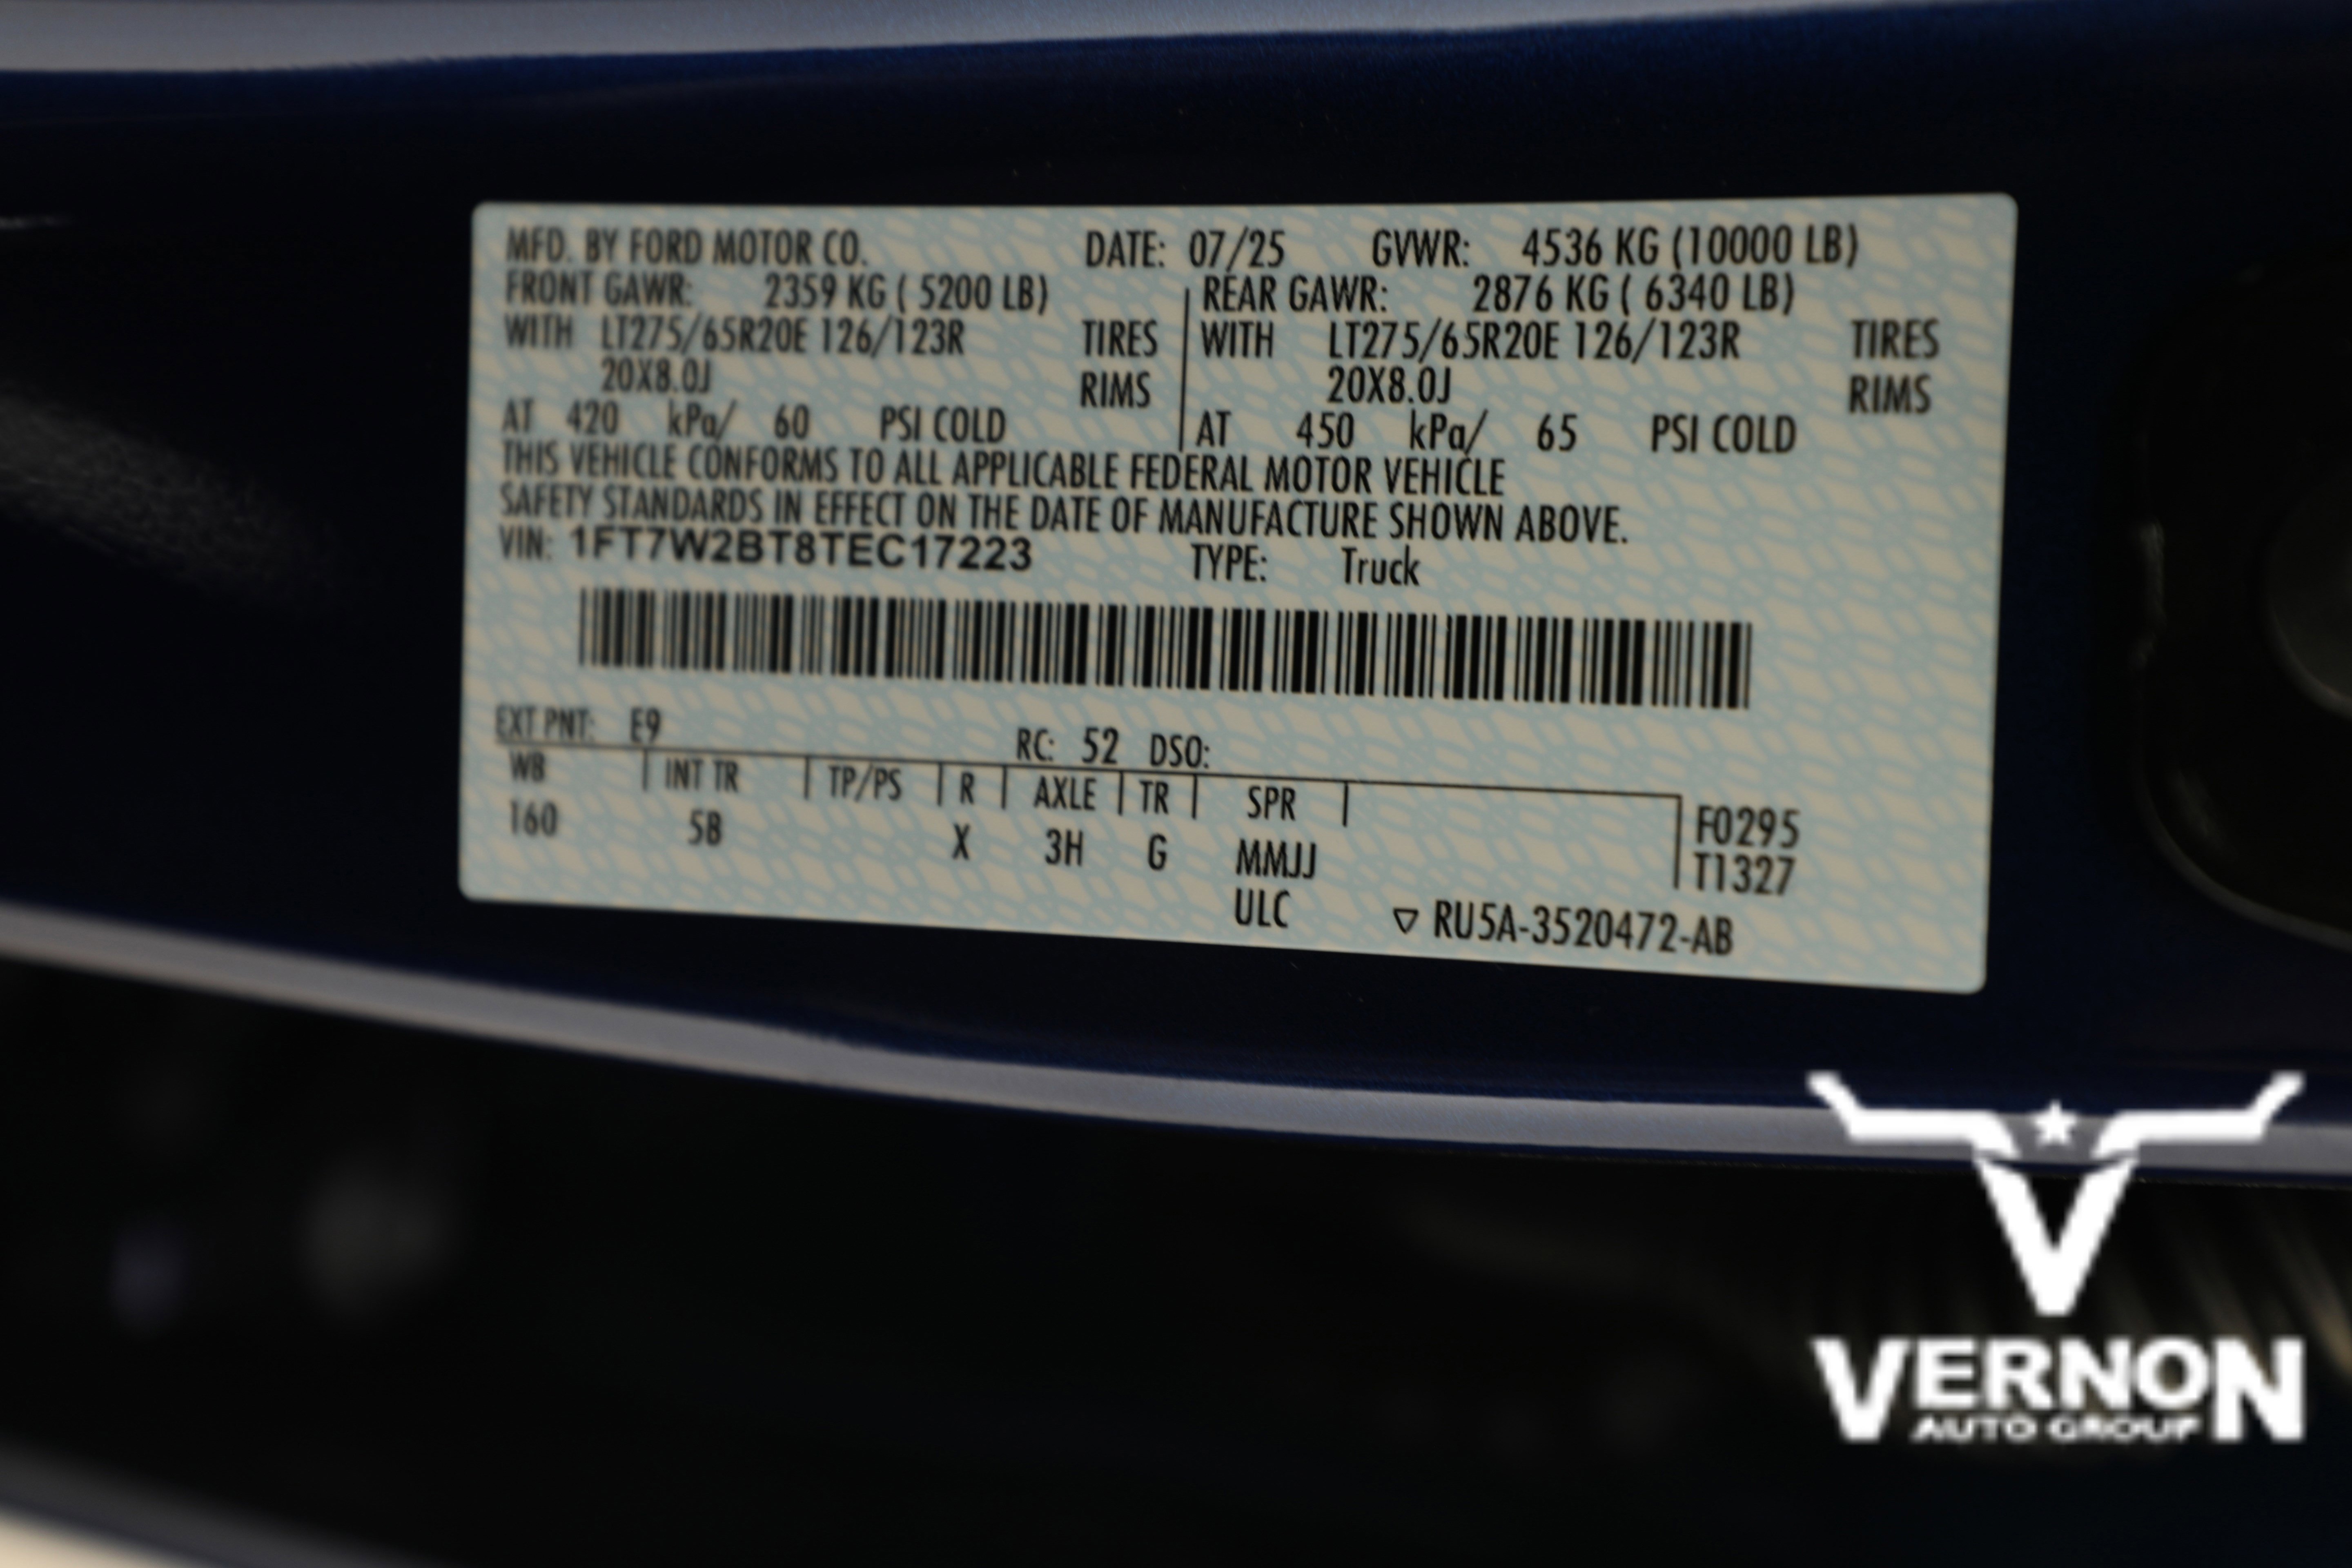 MFD. BY FORD MOTOR CO. DATE: 07/25 GVWR: 4536 KG (10000 LB)
FRONT GAWR: 2359 KG ( 5200 LB) REAR GAWR: 2876 KG ( 6340 LB)
WITH LT275/65R20E 126/123R TIRES WITH LT275/65R20E 126/123R TIRES
20X8.0J RIMS 20X8.0J RIMS
AT 420 kPa/ 60 PSI COLD AT 450 kPa/ 65 PSI COLD
THIS VEHICLE CONFORMS TO ALL APPLICABLE FEDERAL MOTOR VEHICLE
SAFETY STANDARDS IN EFFECT ON THE DATE OF MANUFACTURE SHOWN ABOVE.
VIN: 1FT7W2BT8TEC17223 TYPE: Truck
EXT PNT: E9 RC: 52 DSO:
WB INT TR TP/PS R AXLE TR SPR F0295
160 5B X 3H G MMJJ T1327
ULC ▽ RU5A-3520472-AB
VERNON
AUTO GROUP